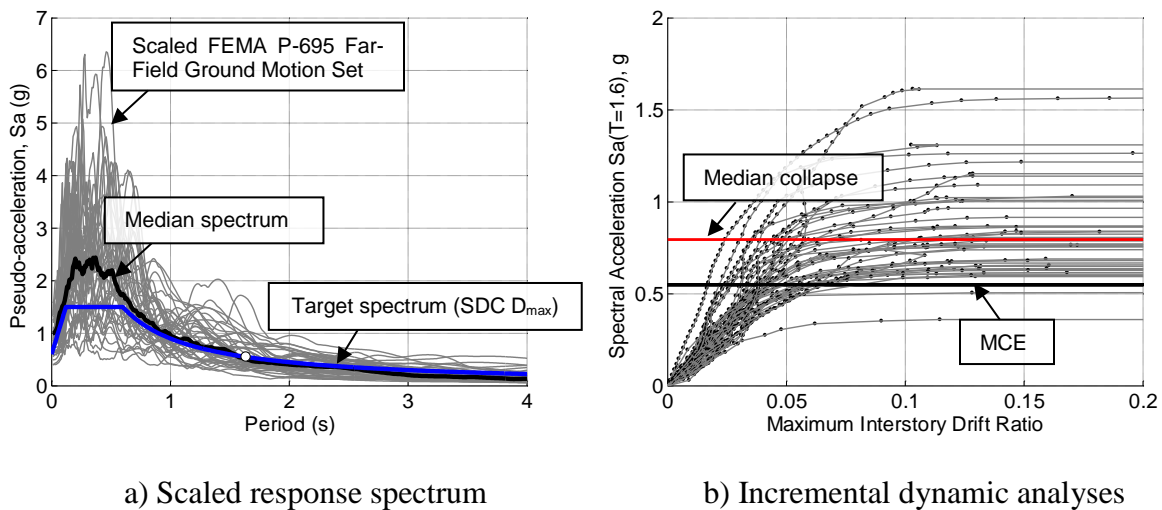 7
6
5
4
3
2
1
0
0
1
2
3
4
Pseudo-acceleration, Sa (g)
Period (s)
Scaled FEMA P-695 Far-
Field Ground Motion Set
Median spectrum
Target spectrum (SDC Dmax)
a) Scaled response spectrum
2
1.5
1
0.5
0
0
0.05
0.1
0.15
0.2
Spectral Acceleration Sa(T=1.6), g
Maximum Interstory Drift Ratio
Median collapse
MCE
b) Incremental dynamic analyses